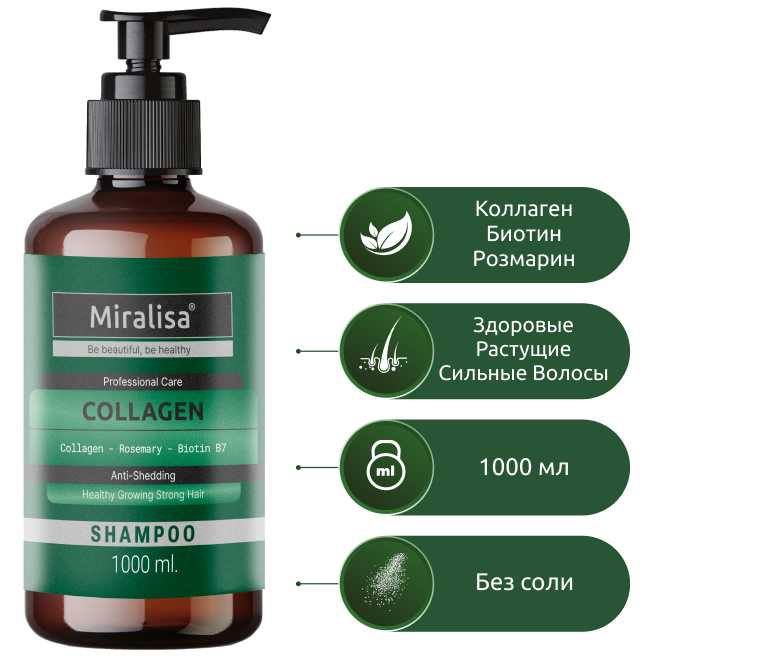 Miralisa®
Be beautiful, be healthy
Professional Care
COLLAGEN
Collagen - Rosemary - Biotin B7
Anti-Shedding
Healthy Growing Strong Hair
SHAMPOO
1000 ml.
Коллаген
Биотин
Розмарин
Здоровые
Растущие
Сильные Волосы
ml
1000 мл
Без соли